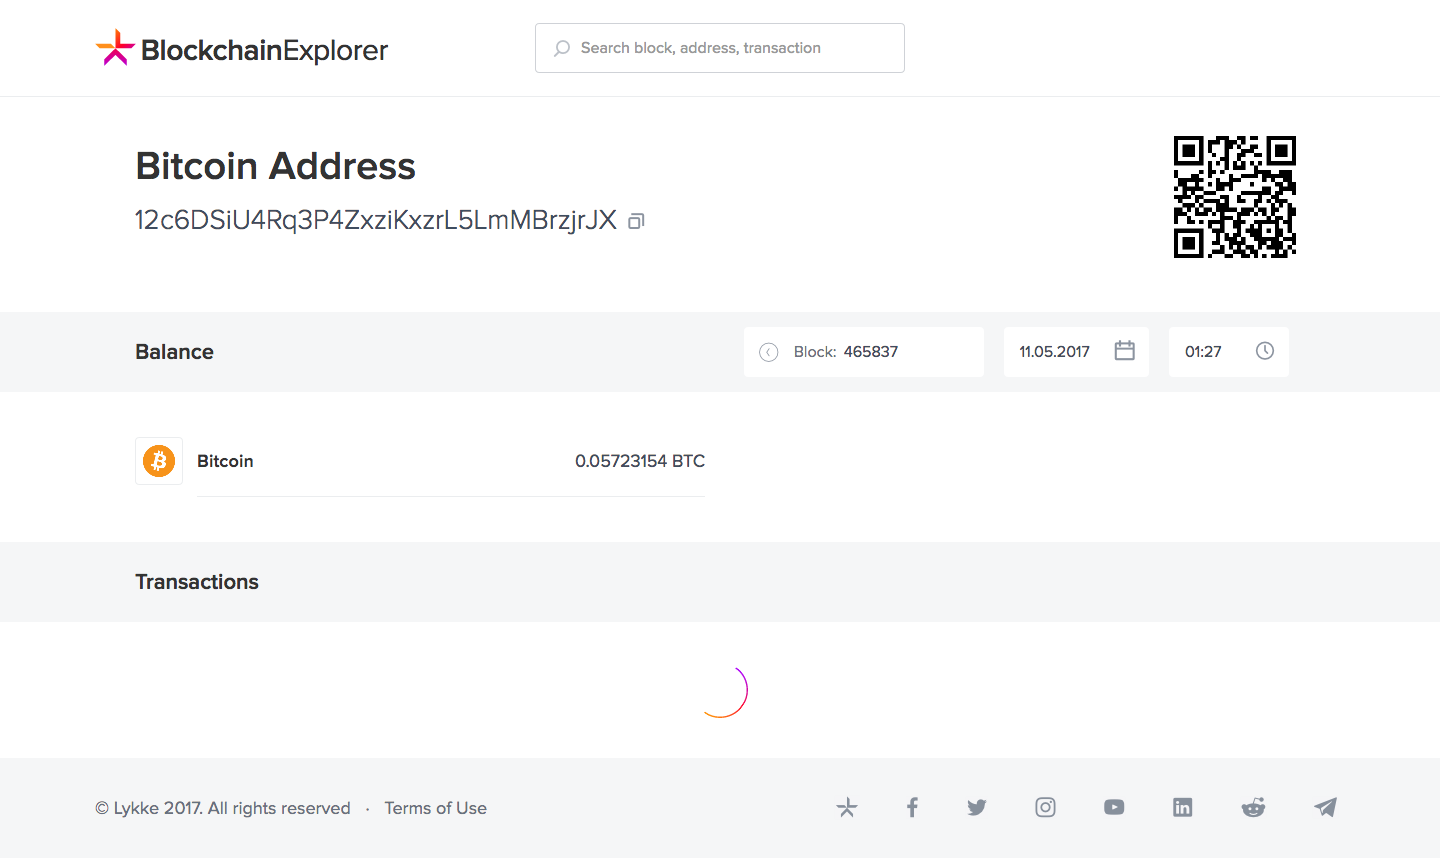 BlockchainExplorer
Search block, address, transaction
Bitcoin Address
12c6DSiU4Rq3P4ZxziKxzrL5LmMBrzjrJX
Balance
Block: 465837
11.05.2017
01:27
Bitcoin
0.05723154 BTC
Transactions
© Lykke 2017. All rights reserved · Terms of Use